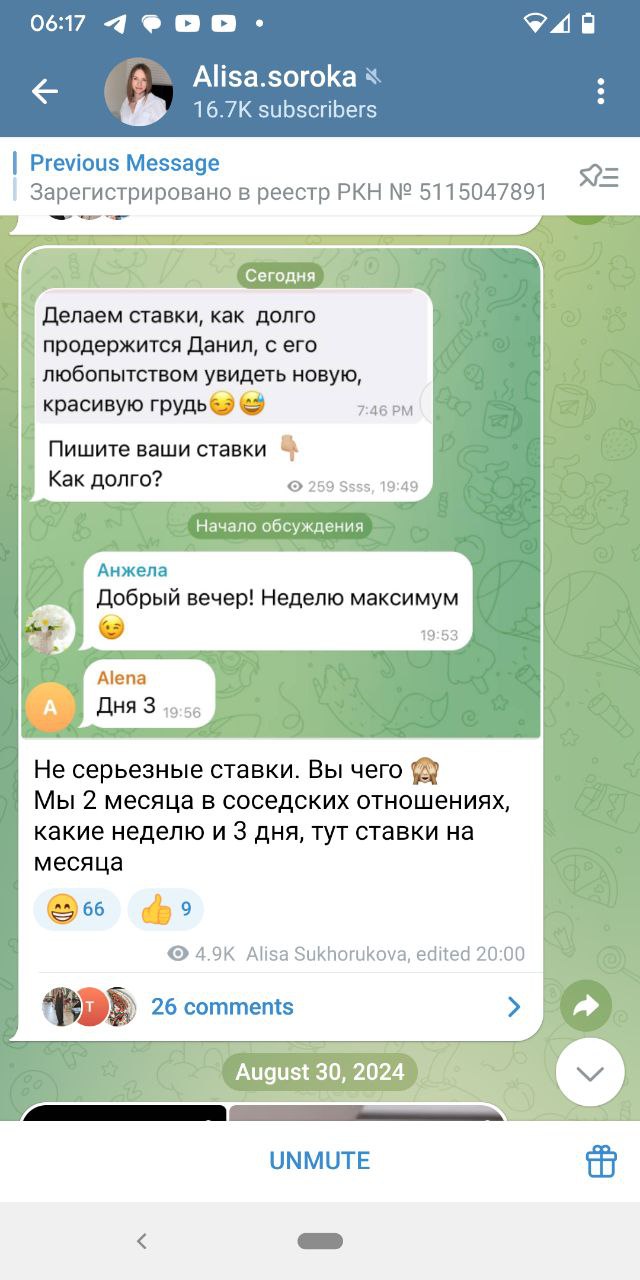 06:17
Alisa.soroka
16.7K subscribers
Previous Message
Зарегистрировано в реестр РКН № 5115047891
Сегодня
Делаем ставки, как долго
продержится Данил, с его
любопытством увидеть новую,
красивую грудь😏😅
7:46 PM
Пишите ваши ставки 👇🏼
Как долго?
259 Ssss, 19:49
Начало обсуждения
Анжела
Добрый вечер! Неделю максимум
😉
19:53
A
Alena
Дня 3 19:56
Не серьезные ставки. Вы чего 🙈
Мы 2 месяца в соседских отношениях,
какие неделю и 3 дня, тут ставки на
месяца
😁 66 👍 9
4.9K Alisa Sukhorukova, edited 20:00
T
26 comments
August 30, 2024
UNMUTE